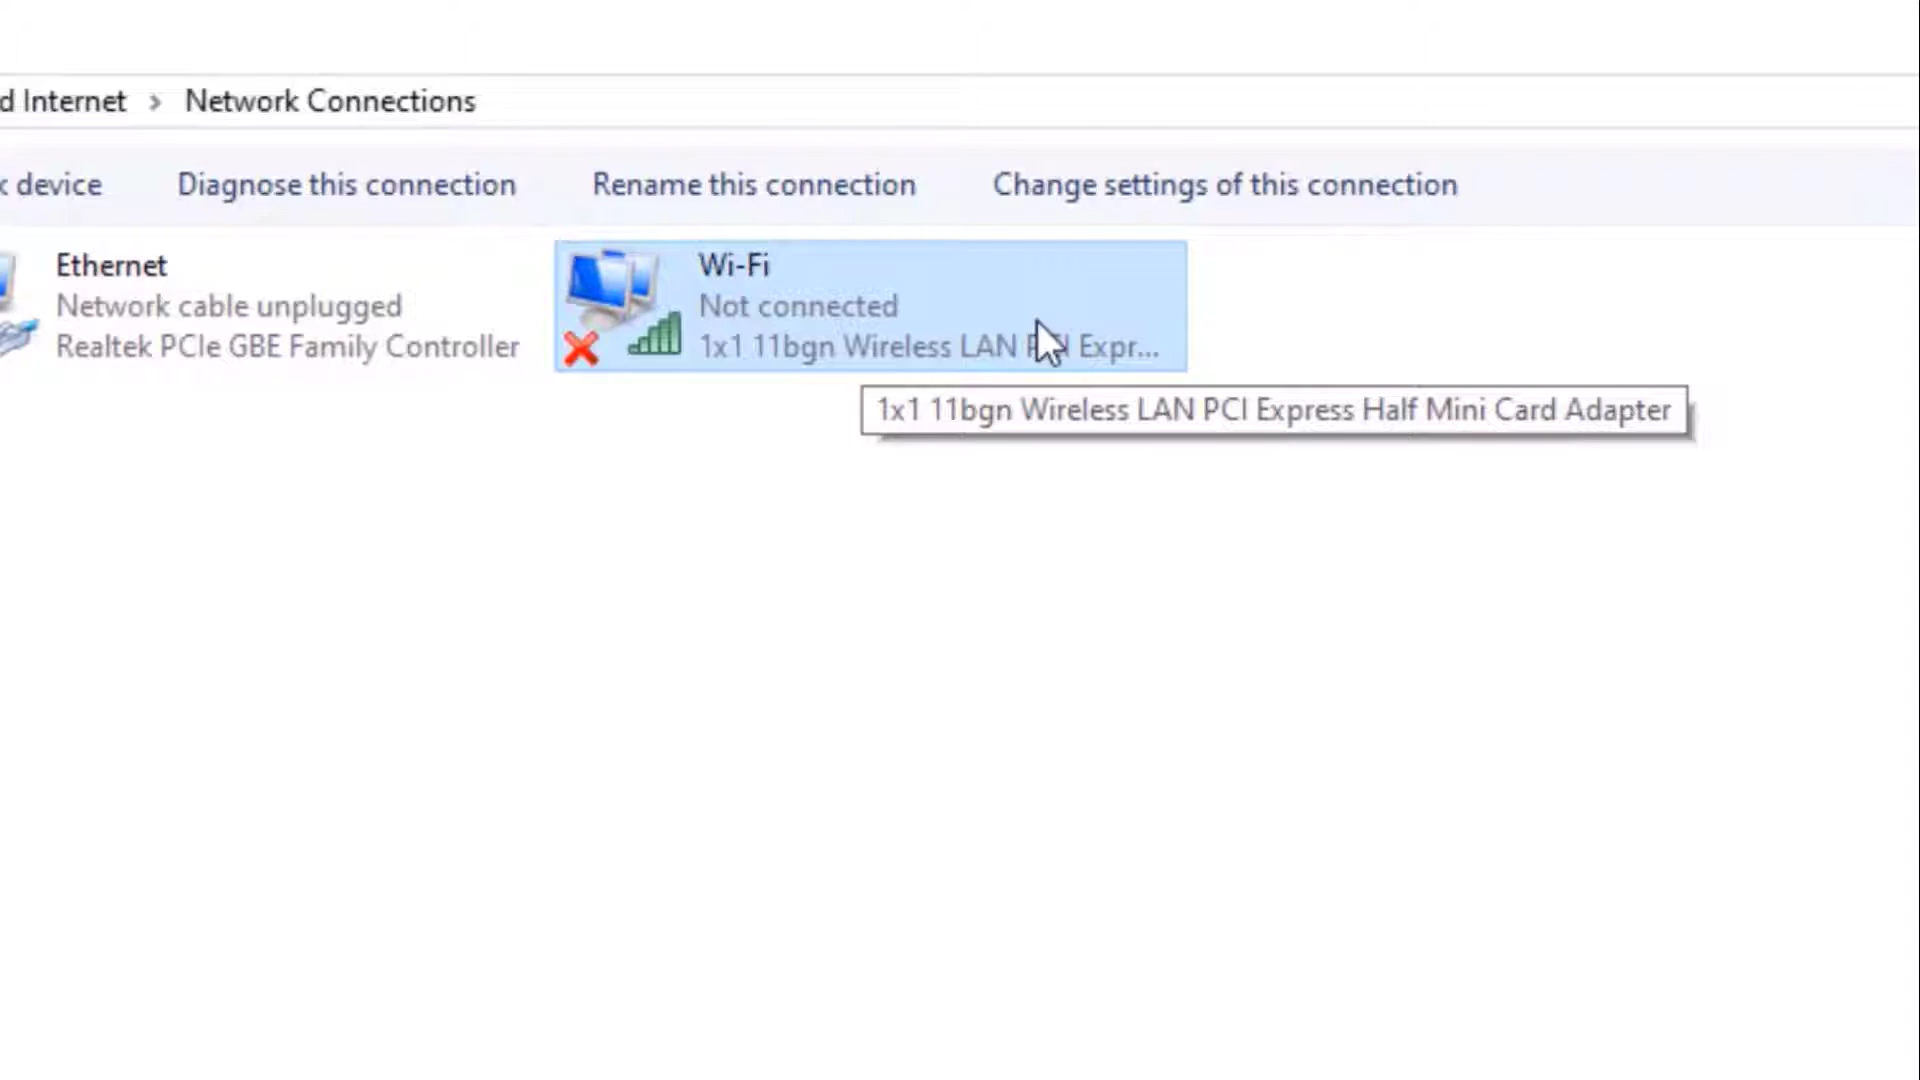 d Internet > Network Connections
k device Diagnose this connection Rename this connection Change settings of this connection
Ethernet
Network cable unplugged
Realtek PCIe GBE Family Controller
Wi-Fi
Not connected
1x1 11bgn Wireless LAN PCI Expr...
1x1 11bgn Wireless LAN PCI Express Half Mini Card Adapter